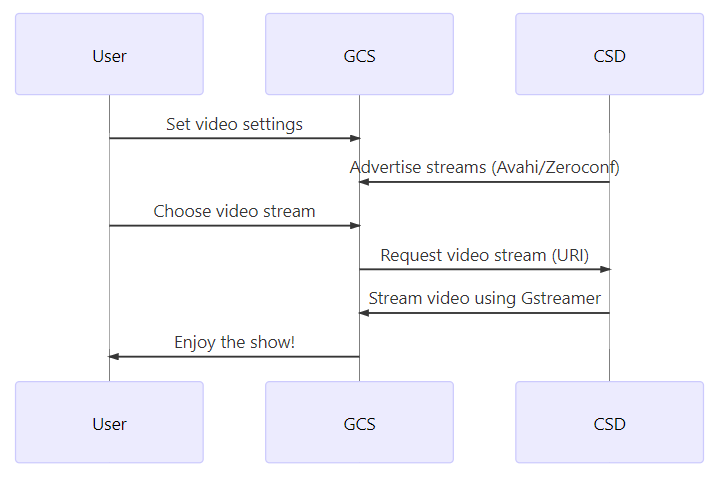 User
GCS
CSD
Set video settings
Advertise streams (Avahi/Zeroconf)
Choose video stream
Request video stream (URI)
Stream video using Gstreamer
Enjoy the show!
User
GCS
CSD